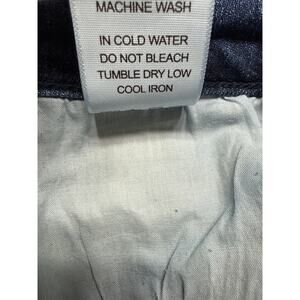 MACHINE WASH
IN COLD WATER
DO NOT BLEACH
TUMBLE DRY LOW
COOL IRON